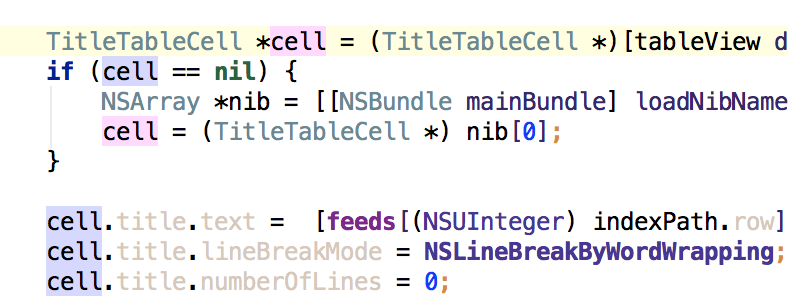 TitleTableCell *cell = (TitleTableCell *)[tableView d
if (cell == nil) {
NSArray *nib = [[NSBundle mainBundle] loadNibName
cell = (TitleTableCell *) nib[0];
}
cell.title.text =  [feeds[(NSUInteger) indexPath.row]
cell.title.lineBreakMode = NSLineBreakByWordWrapping;
cell.title.numberOfLines = 0;